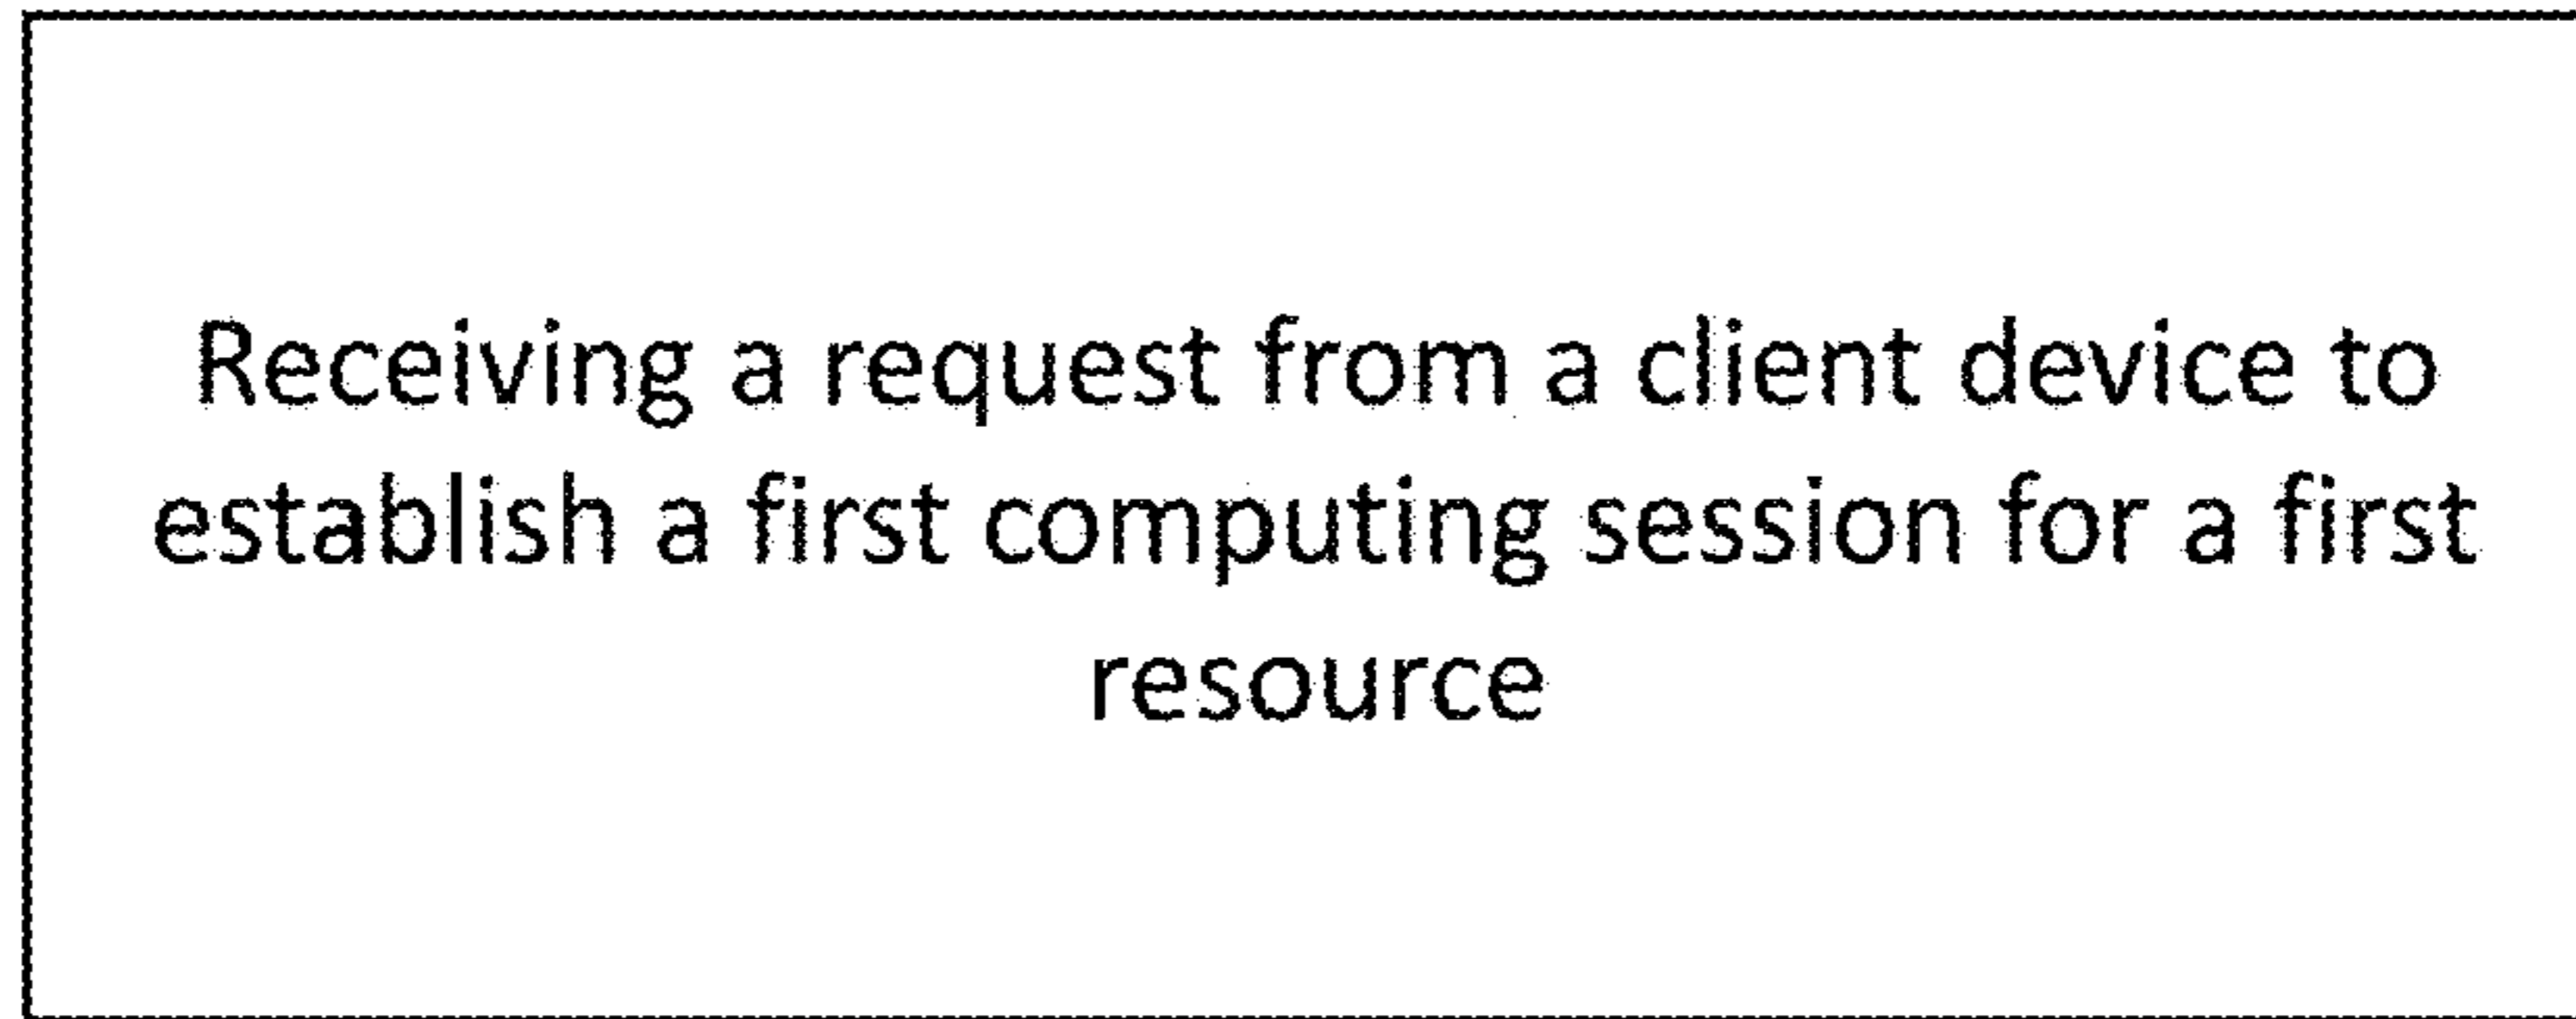 Receiving a request from a client device to
establish a first computing session for a first
resource